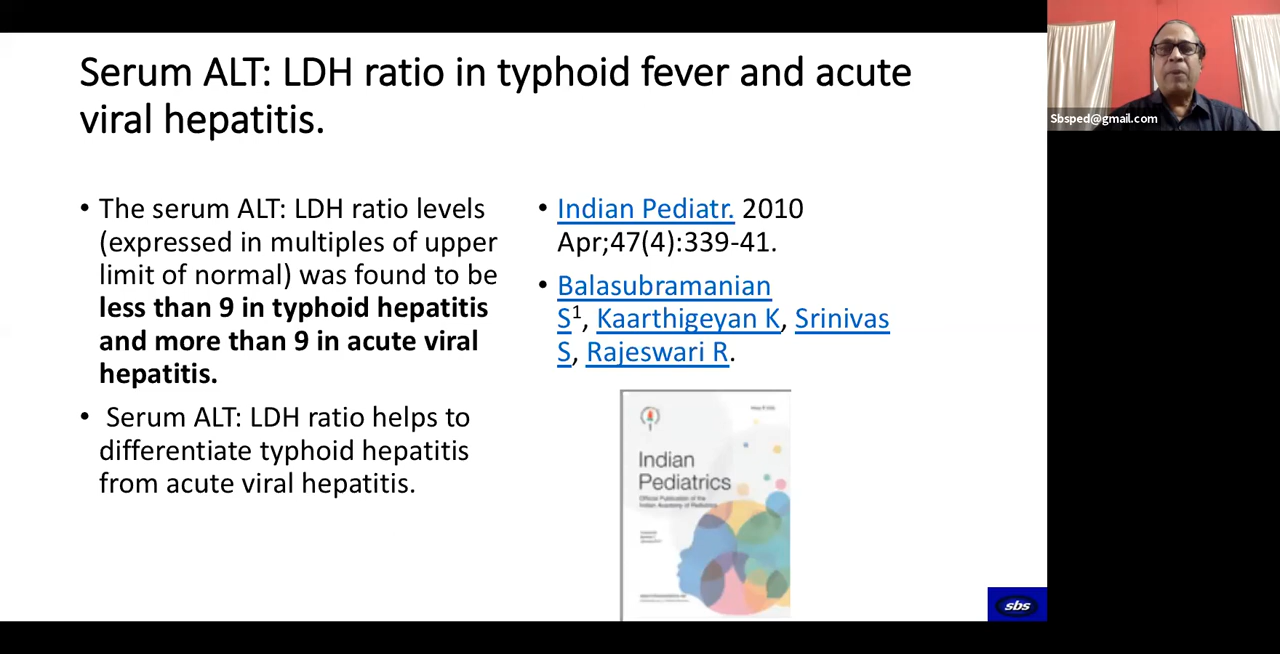 Serum ALT: LDH ratio in typhoid fever and acute
viral hepatitis.
• The serum ALT: LDH ratio levels
(expressed in multiples of upper
limit of normal) was found to be
less than 9 in typhoid hepatitis
and more than 9 in acute viral
hepatitis.
• Serum ALT: LDH ratio helps to
differentiate typhoid hepatitis
from acute viral hepatitis.
• Indian Pediatr. 2010
Apr;47(4):339-41.
• Balasubramanian
S¹, Kaarthigeyan K, Srinivas
S, Rajeswari R.
Indian
Pediatrics
Official Publication of the
Indian Academy of Pediatrics
sbs
Sbsped@gmail.com